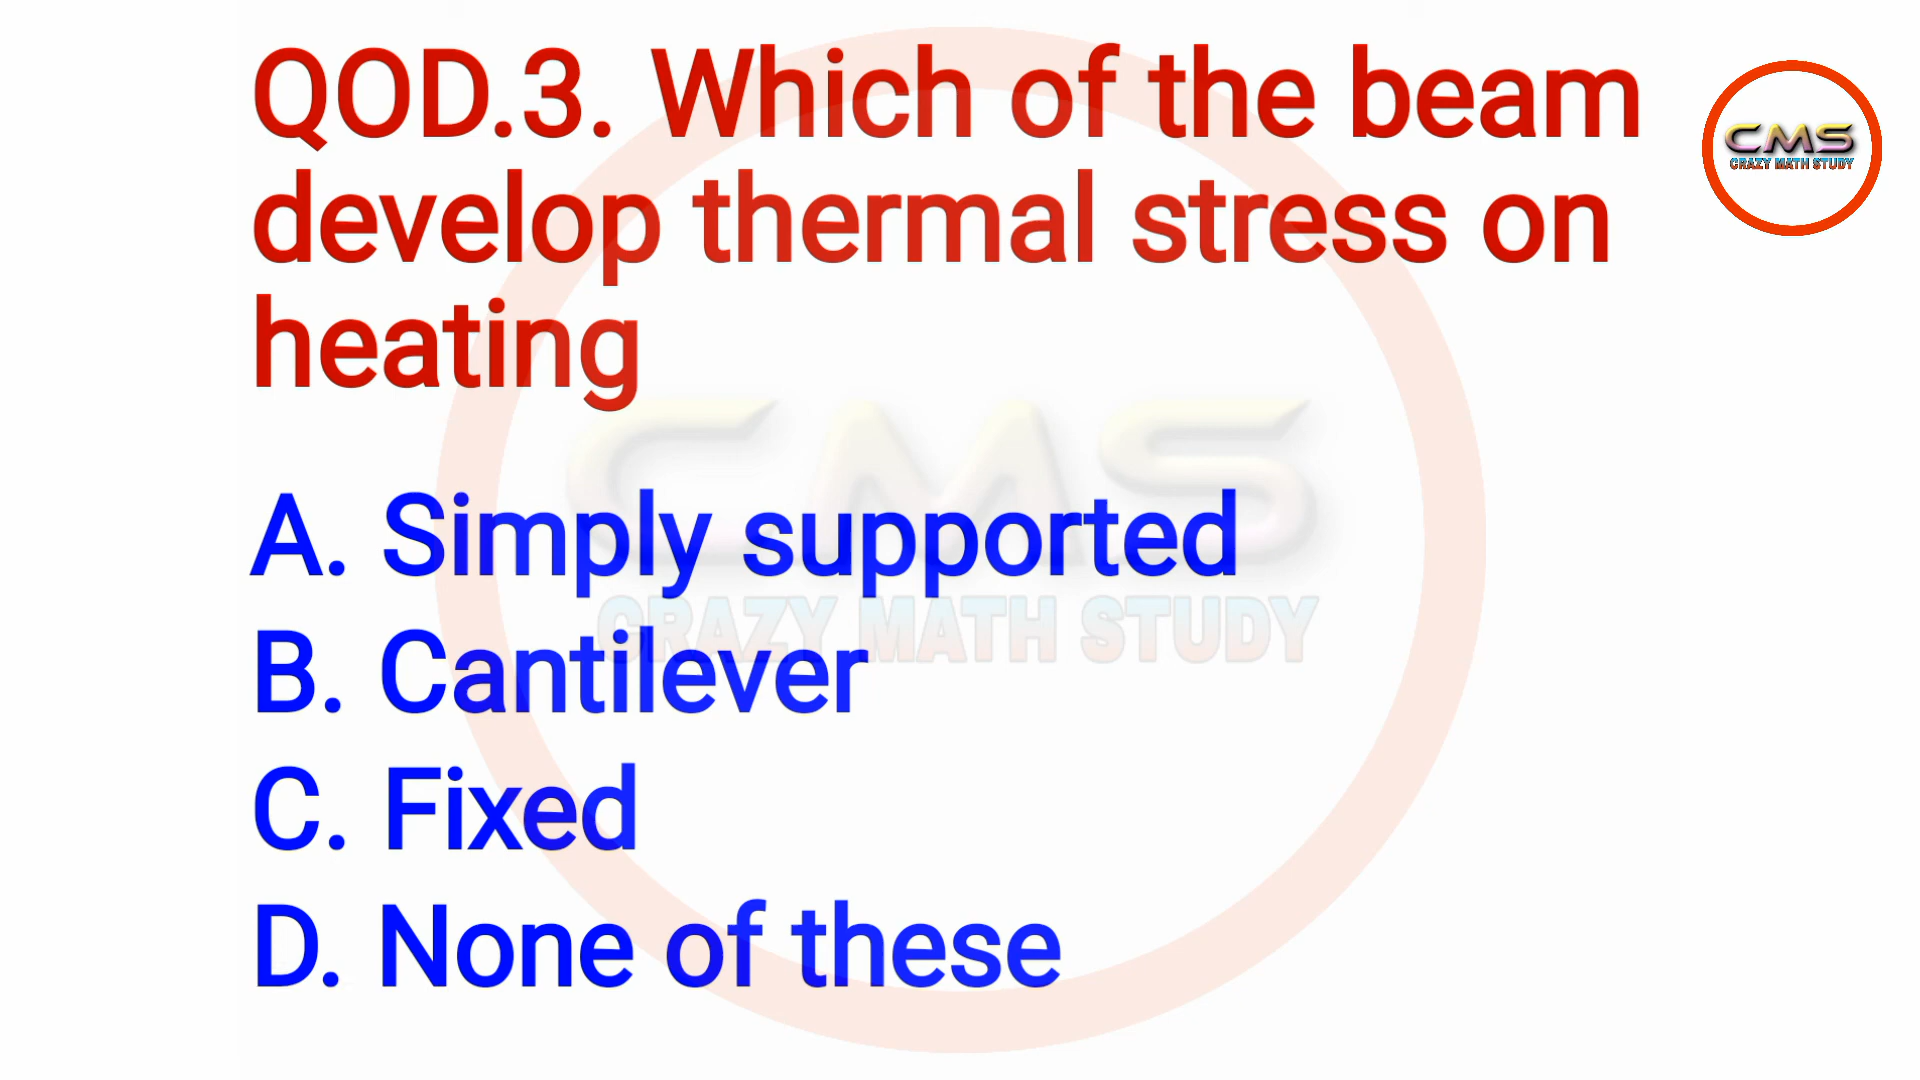 QOD.3. Which of the beam
develop thermal stress on
heating
CMS
CRAZY MATH STUDY
A. Simply supported
B. Cantilever
C. Fixed
D. None of these
CMS
CRAZY MATH STUDY